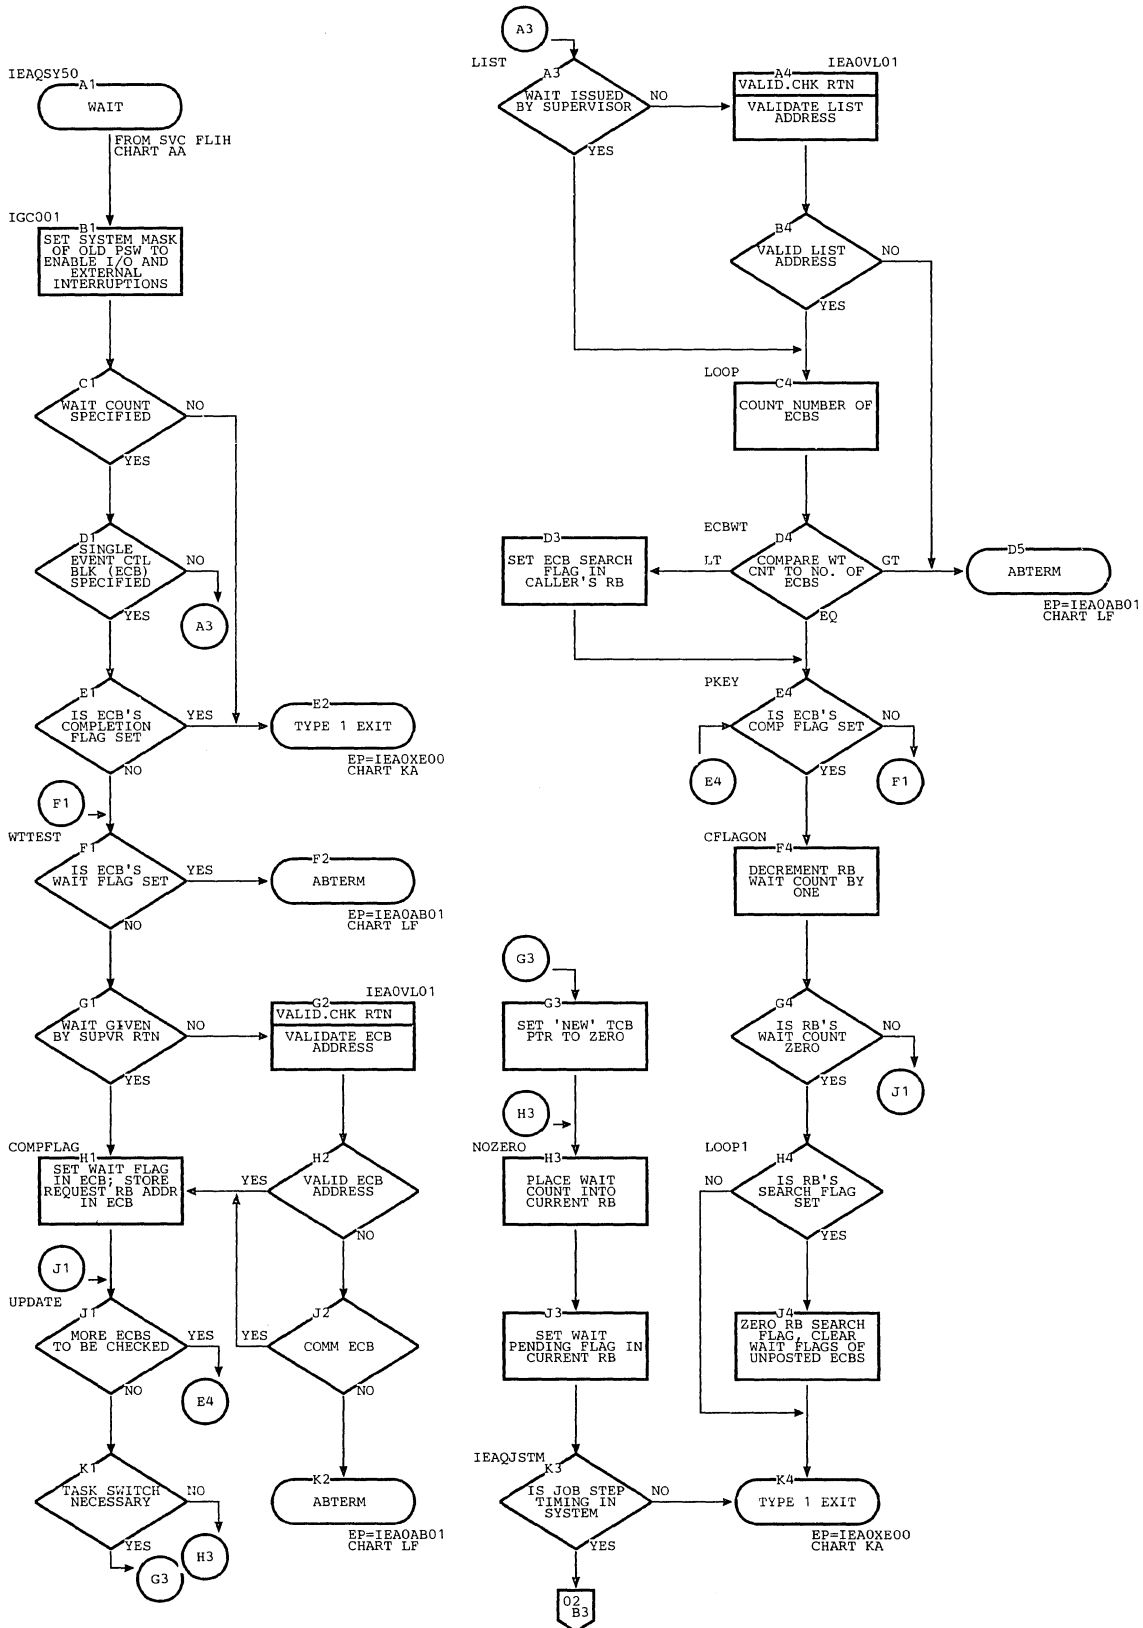 IEAQSY50
A1
WAIT
FROM SVC FLIH
CHART AA
IGC001
B1
SET SYSTEM MASK
OF OLD PSW TO
ENABLE I/O AND
EXTERNAL
INTERRUPTIONS
C1
WAIT COUNT
SPECIFIED
NO
YES
D1
SINGLE
EVENT CTL
BLK (ECB)
SPECIFIED
NO
YES
A3
E1
IS ECB'S
COMPLETION
FLAG SET
YES
NO
E2
TYPE 1 EXIT
EP=IEA0XE00
CHART KA
F1
WTTEST
F1
IS ECB'S
WAIT FLAG SET
YES
NO
F2
ABTERM
EP=IEA0AB01
CHART LF
G1
WAIT GIVEN
BY SUPVR RTN
NO
YES
IEA0VL01
G2
VALID.CHK RTN
VALIDATE ECB
ADDRESS
COMPFLAG
H1
SET WAIT FLAG
IN ECB; STORE
REQUEST RB ADDR
IN ECB
H2
VALID ECB
ADDRESS
YES
NO
J1
UPDATE
J1
MORE ECBS
TO BE CHECKED
YES
NO
E4
J2
COMM ECB
YES
NO
K1
TASK SWITCH
NECESSARY
NO
YES
H3
G3
K2
ABTERM
EP=IEA0AB01
CHART LF
A3
LIST
A3
WAIT ISSUED
BY SUPERVISOR
NO
YES
IEA0VL01
A4
VALID.CHK RTN
VALIDATE LIST
ADDRESS
B4
VALID LIST
ADDRESS
NO
YES
LOOP
C4
COUNT NUMBER OF
ECBS
D3
SET ECB SEARCH
FLAG IN
CALLER'S RB
ECBWT
D4
COMPARE WT
CNT TO NO. OF
ECBS
LT
GT
EQ
D5
ABTERM
EP=IEA0AB01
CHART LF
PKEY
E4
IS ECB'S
COMP FLAG SET
NO
YES
E4
F1
CFLAGON
F4
DECREMENT RB
WAIT COUNT BY
ONE
G3
G3
SET 'NEW' TCB
PTR TO ZERO
G4
IS RB'S
WAIT COUNT
ZERO
NO
YES
J1
H3
NOZERO
H3
PLACE WAIT
COUNT INTO
CURRENT RB
LOOP1
H4
IS RB'S
SEARCH FLAG
SET
NO
YES
J3
SET WAIT
PENDING FLAG IN
CURRENT RB
J4
ZERO RB SEARCH
FLAG, CLEAR
WAIT FLAGS OF
UNPOSTED ECBS
IEAQJSTM
K3
IS JOB STEP
TIMING IN
SYSTEM
NO
YES
K4
TYPE 1 EXIT
EP=IEA0XE00
CHART KA
02
B3